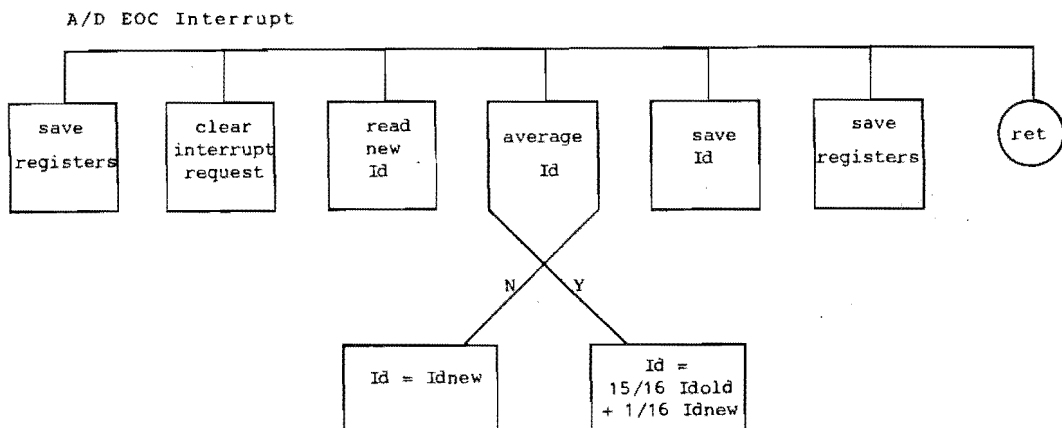 A/D EOC Interrupt
save
registers
clear
interrupt
request
read
new
Id
average
Id
save
Id
save
registers
ret
N
Y
Id = Idnew
Id =
15/16 Idold
+ 1/16 Idnew